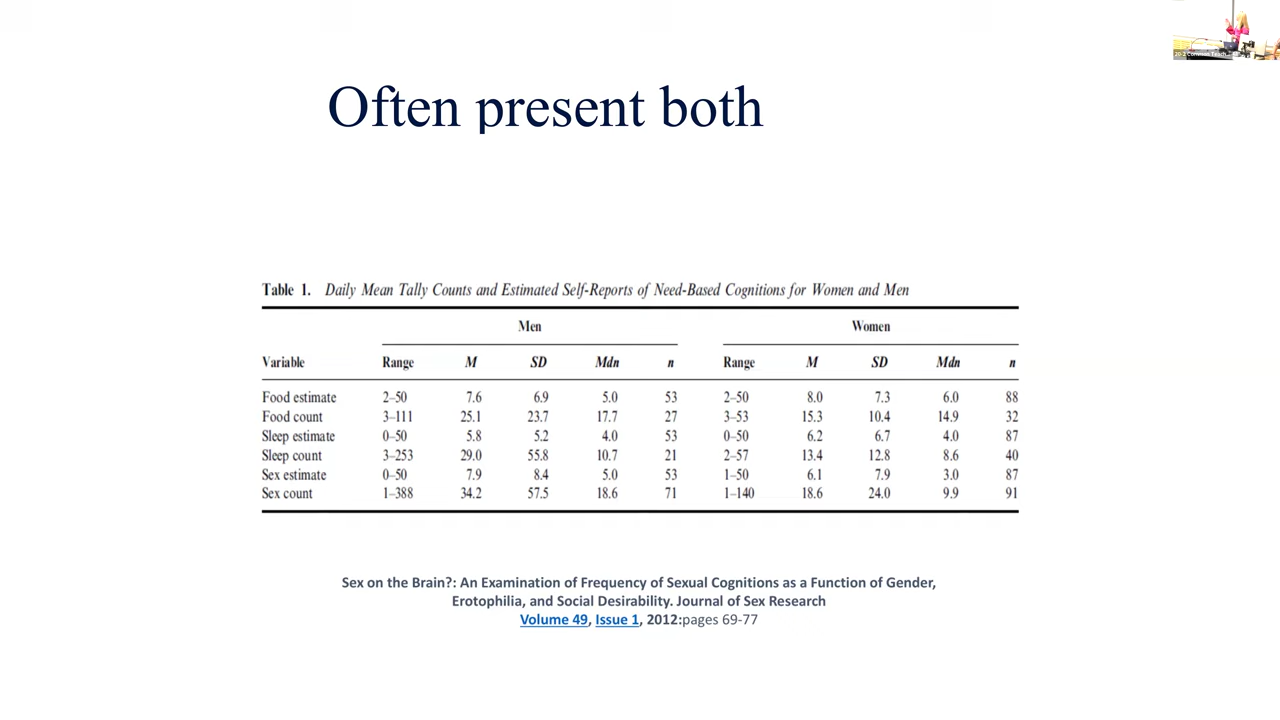 Often present both
Table 1. Daily Mean Tally Counts and Estimated Self-Reports of Need-Based Cognitions for Women and Men
Men Women
Variable Range M SD Mdn n Range M SD Mdn n
Food estimate 2–50 7.6 6.9 5.0 53 2–50 8.0 7.3 6.0 88
Food count 3–111 25.1 23.7 17.7 27 3–53 15.3 10.4 14.9 32
Sleep estimate 0–50 5.8 5.2 4.0 53 0–50 6.2 6.7 4.0 87
Sleep count 3–253 29.0 55.8 10.7 21 2–57 13.4 12.8 8.6 40
Sex estimate 0–50 7.9 8.4 5.0 53 1–50 6.1 7.9 3.0 87
Sex count 1–388 34.2 57.5 18.6 71 1–140 18.6 24.0 9.9 91
Sex on the Brain?: An Examination of Frequency of Sexual Cognitions as a Function of Gender,
Erotophilia, and Social Desirability. Journal of Sex Research
Volume 49, Issue 1, 2012:pages 69-77